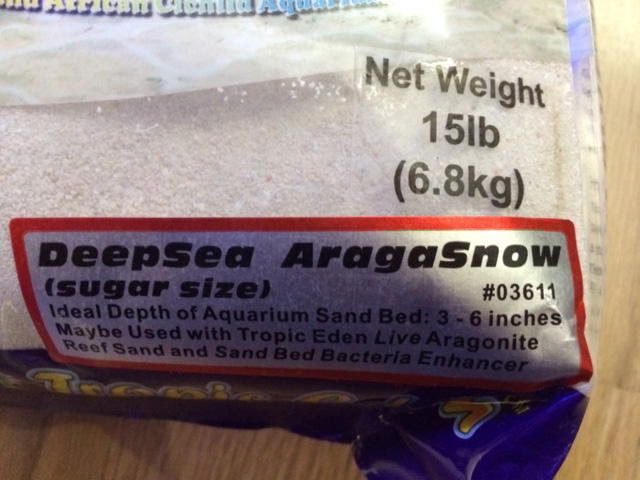 and African Cichlid Aquarium
Net Weight
15lb
(6.8kg)
DeepSea AragaSnow
(sugar size) #03611
Ideal Depth of Aquarium Sand Bed: 3 - 6 inches
Maybe Used with Tropic Eden Live Aragonite
Reef Sand and Sand Bed Bacteria Enhancer
Tropic